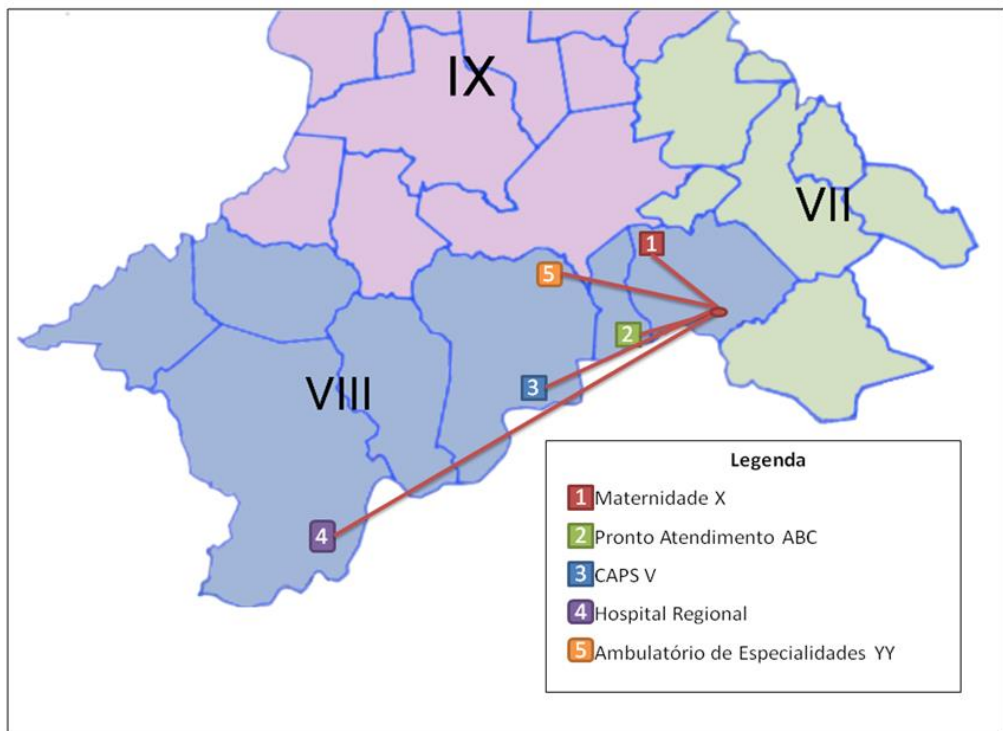 IX
VII
1
5
2
3
VIII
4
Legenda
1 Maternidade X
2 Pronto Atendimento ABC
3 CAPS V
4 Hospital Regional
5 Ambulatório de Especialidades YY